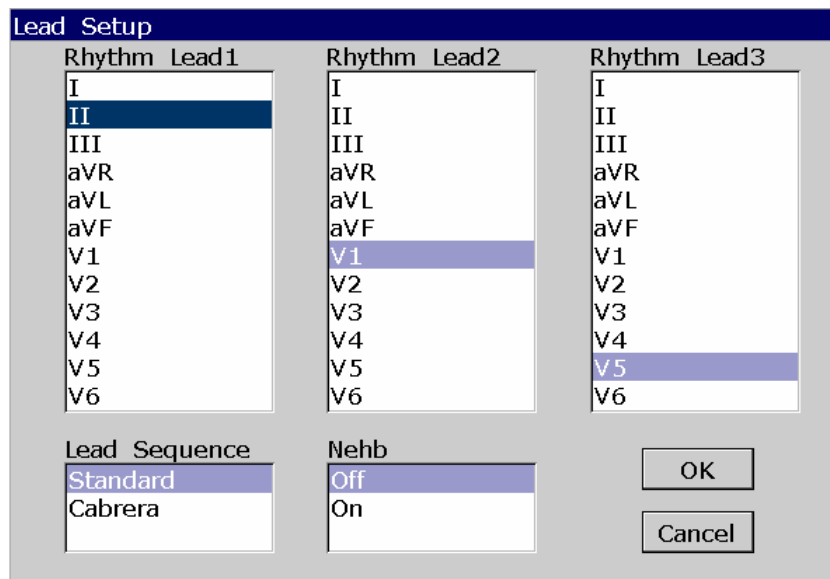 Lead Setup
Rhythm Lead1
I
II
III
aVR
aVL
aVF
V1
V2
V3
V4
V5
V6
Rhythm Lead2
I
II
III
aVR
aVL
aVF
V1
V2
V3
V4
V5
V6
Rhythm Lead3
I
II
III
aVR
aVL
aVF
V1
V2
V3
V4
V5
V6
Lead Sequence
Standard
Cabrera
Nehb
Off
On
OK
Cancel